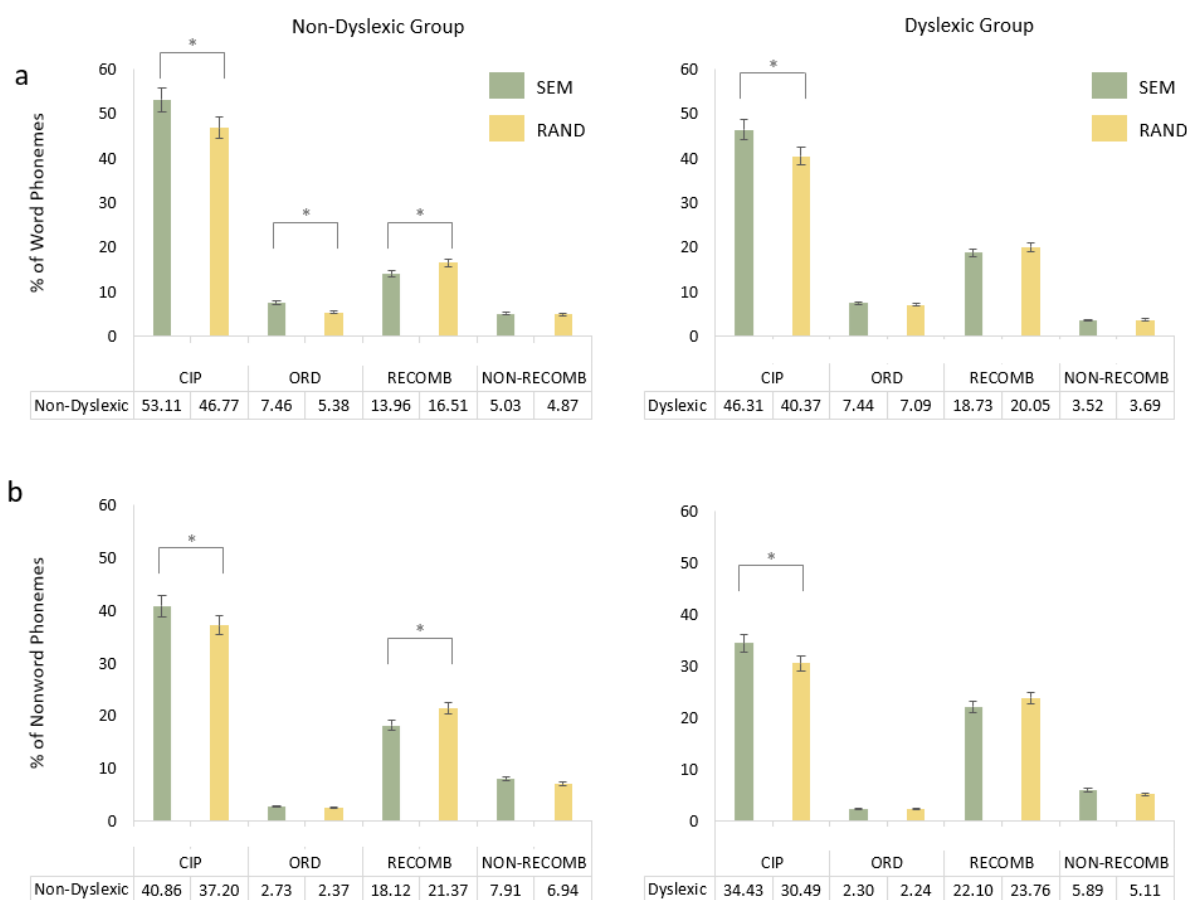 Non-Dyslexic Group
Dyslexic Group
a
*
*
60
50
40
30
20
10
0
% of Word Phonemes
SEM
RAND
*
*
60
50
40
30
20
10
0
SEM
RAND
CIP ORD RECOMB NON-RECOMB
Non-Dyslexic 53.11 46.77 7.46 5.38 13.96 16.51 5.03 4.87
CIP ORD RECOMB NON-RECOMB
Dyslexic 46.31 40.37 7.44 7.09 18.73 20.05 3.52 3.69
b
60
50
40
30
20
10
0
% of Nonword Phonemes
*
*
60
50
40
30
20
10
0
*
CIP ORD RECOMB NON-RECOMB
Non-Dyslexic 40.86 37.20 2.73 2.37 18.12 21.37 7.91 6.94
CIP ORD RECOMB NON-RECOMB
Dyslexic 34.43 30.49 2.30 2.24 22.10 23.76 5.89 5.11